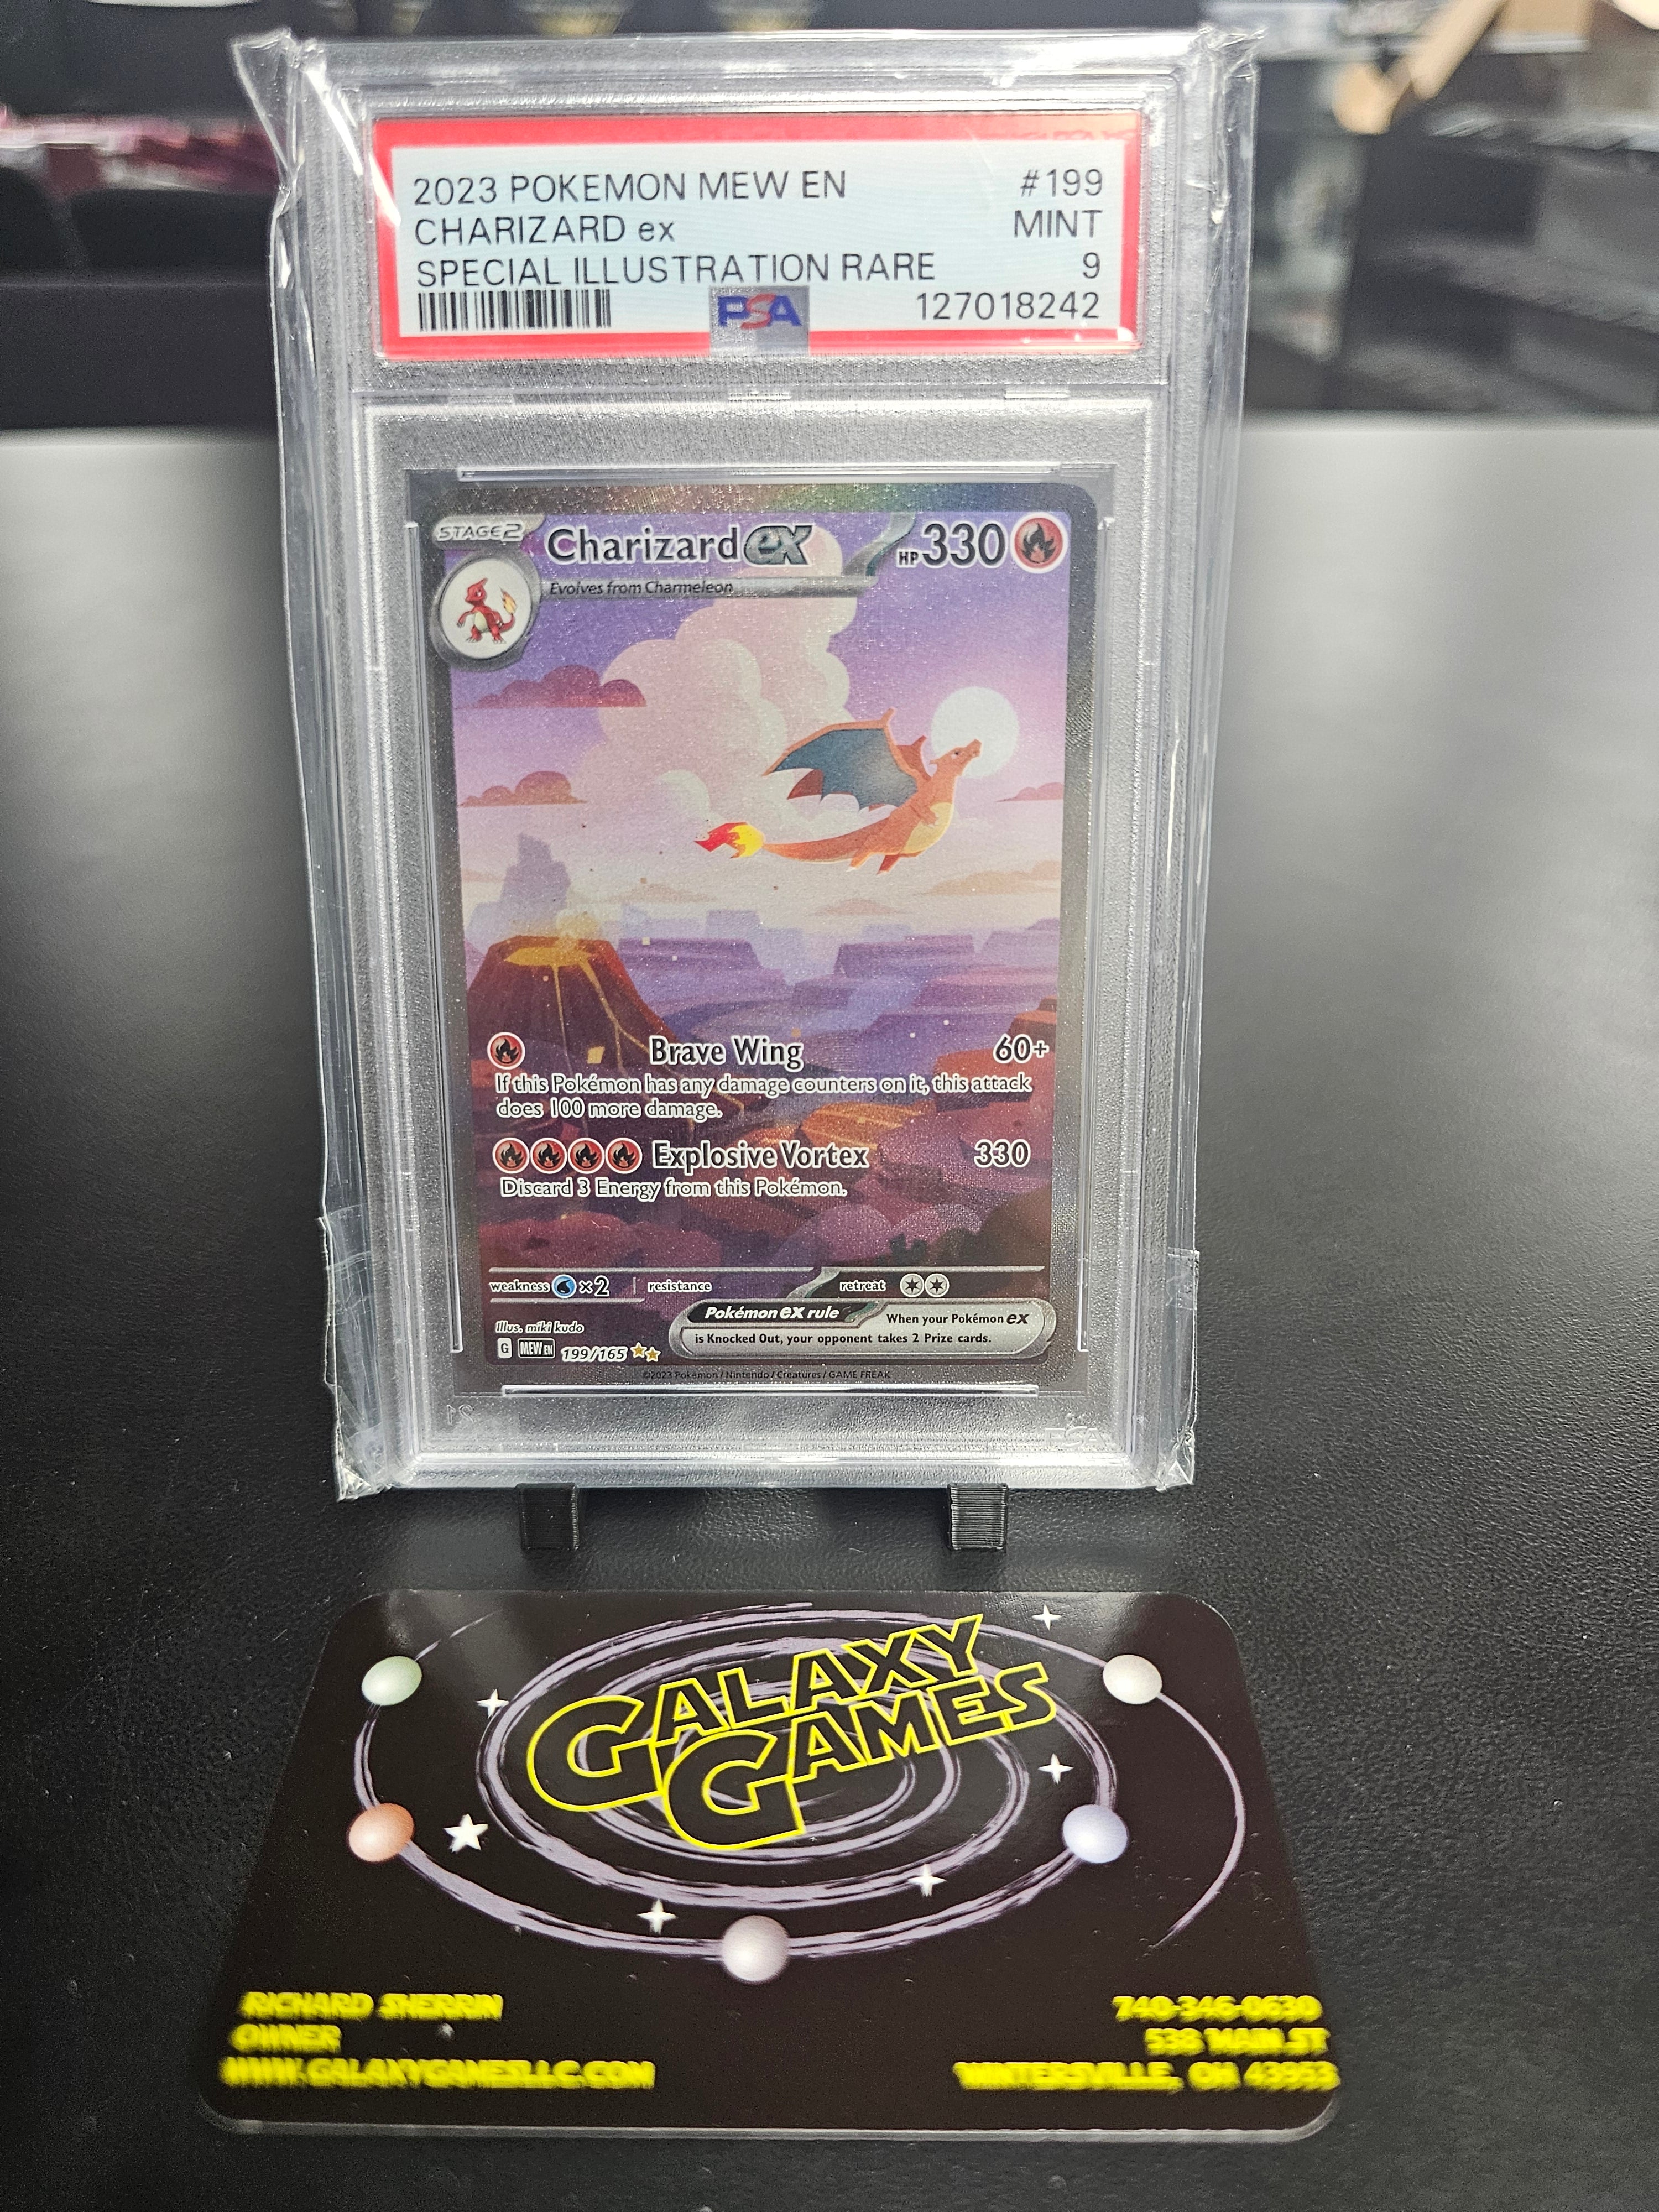 2023 POKEMON MEW EN #199
CHARIZARD ex MINT
SPECIAL ILLUSTRATION RARE 9
PSA 127018242
STAGE2 Charizard ex HP 330
Evolves from Charmeleon
Brave Wing 60+
If this Pokémon has any damage counters on it, this attack
does 100 more damage.
Explosive Vortex 330
Discard 3 Energy from this Pokémon.
weakness ×2 resistance retreat
Pokémon ex rule When your Pokémon ex
is Knocked Out, your opponent takes 2 Prize cards.
Illus. miki kudo
G MEW EN 199/165
©2023 Pokémon / Nintendo / Creatures / GAME FREAK
GALAXY
GAMES
RICHARD SHERRIN
OWNER
WWW.GALAXYGAMESLLC.COM
740-346-0630
538 MAIN ST
WINTERSVILLE, OH 43953